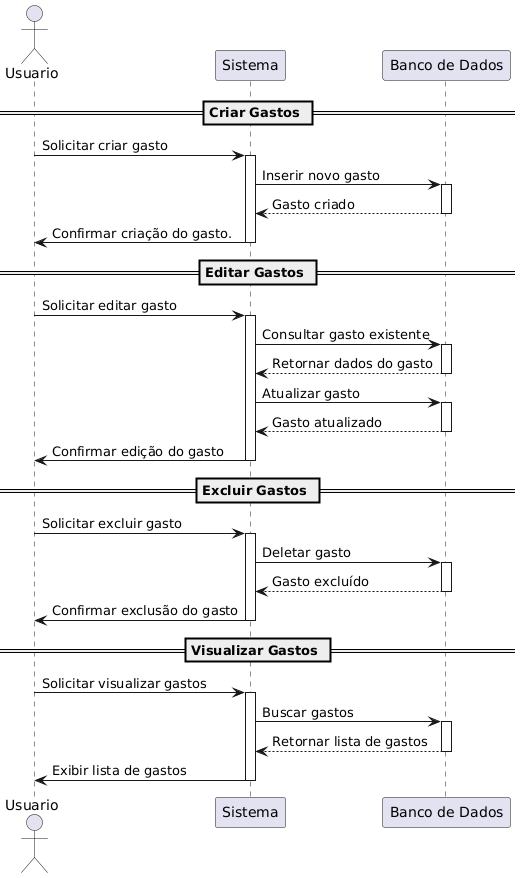 Usuario
Sistema
Banco de Dados
Criar Gastos
Solicitar criar gasto
Inserir novo gasto
Gasto criado
Confirmar criação do gasto.
Editar Gastos
Solicitar editar gasto
Consultar gasto existente
Retornar dados do gasto
Atualizar gasto
Gasto atualizado
Confirmar edição do gasto
Excluir Gastos
Solicitar excluir gasto
Deletar gasto
Gasto excluído
Confirmar exclusão do gasto
Visualizar Gastos
Solicitar visualizar gastos
Buscar gastos
Retornar lista de gastos
Exibir lista de gastos
Usuario
Sistema
Banco de Dados